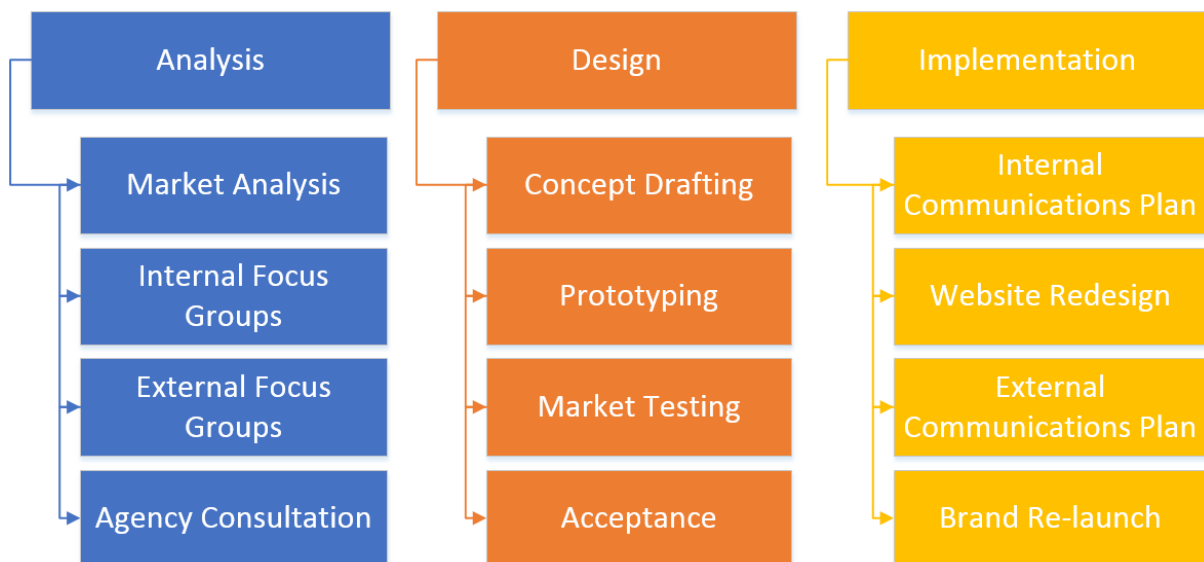 Analysis
Market Analysis
Internal Focus
Groups
External Focus
Groups
Agency Consultation
Design
Concept Drafting
Prototyping
Market Testing
Acceptance
Implementation
Internal
Communications Plan
Website Redesign
External
Communications Plan
Brand Re-launch